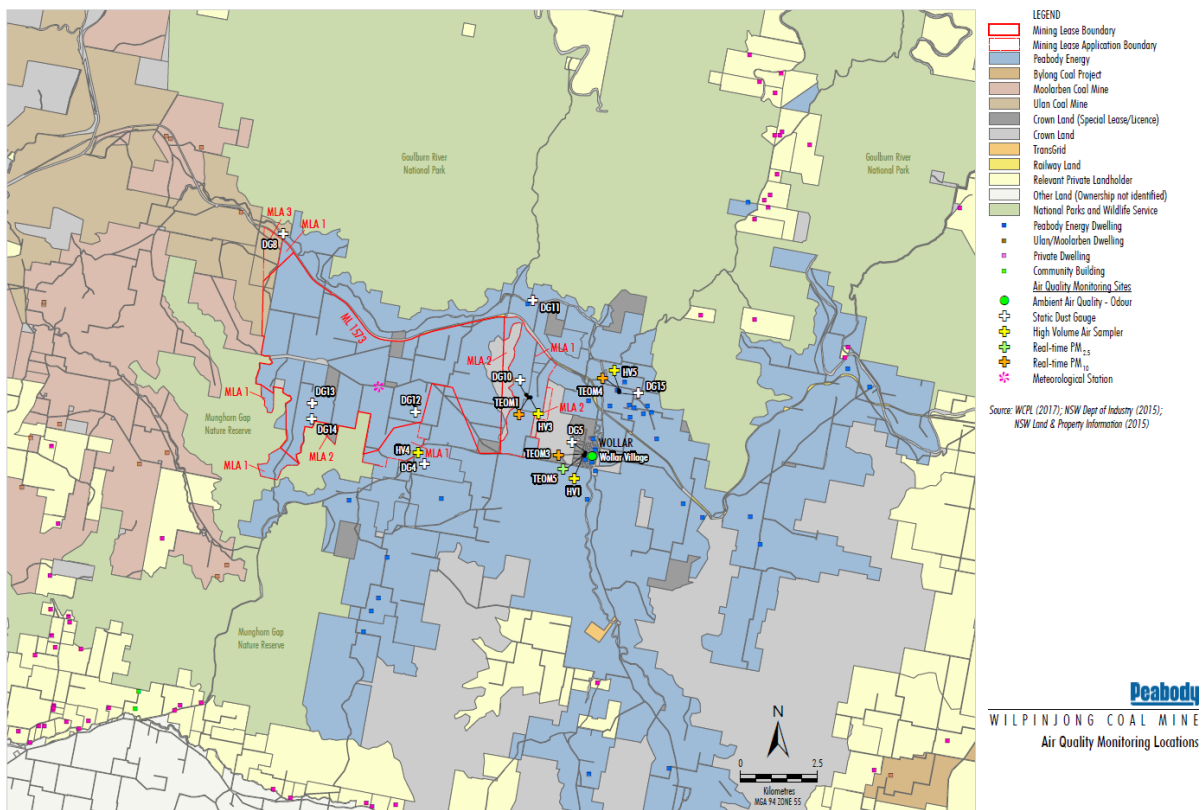 LEGEND
Mining Lease Boundary
Mining Lease Application Boundary
Peabody Energy
Bylong Coal Project
Moolarben Coal Mine
Ulan Coal Mine
Crown Land (Special Lease/Licence)
Crown Land
TransGrid
Railway Land
Relevant Private Landholder
Other Land (Ownership not identified)
National Parks and Wildlife Service
Peabody Energy Dwelling
Ulan/Moolarben Dwelling
Private Dwelling
Community Building
Air Quality Monitoring Sites
Ambient Air Quality - Odour
Static Dust Gauge
High Volume Air Sampler
Real-time PM2.5
Real-time PM10
Meteorological Station
Source: WCPL (2017); NSW Dept of Industry (2015);
NSW Land & Property Information (2015)
Goulburn River
National Park
Goulburn River
National Park
MLA 3
MLA 1
DG8
DG11
ML 1573
MLA 2
MLA 1
DG10
HV5
TEOM4
DG15
MLA 1
DG13
DG12
TEOM1
HV3
MLA 2
Munghorn Gap
Nature Reserve
DG14
DG5
WOLLAR
HV4
MLA 1
TEOM3
Wollar Village
MLA 1
MLA 2
DG4
TEOM5
HV1
Munghorn Gap
Nature Reserve
N
0
2.5
Kilometres
MGA 94 ZONE 55
Peabody
WILPINJONG COAL MINE
Air Quality Monitoring Locations